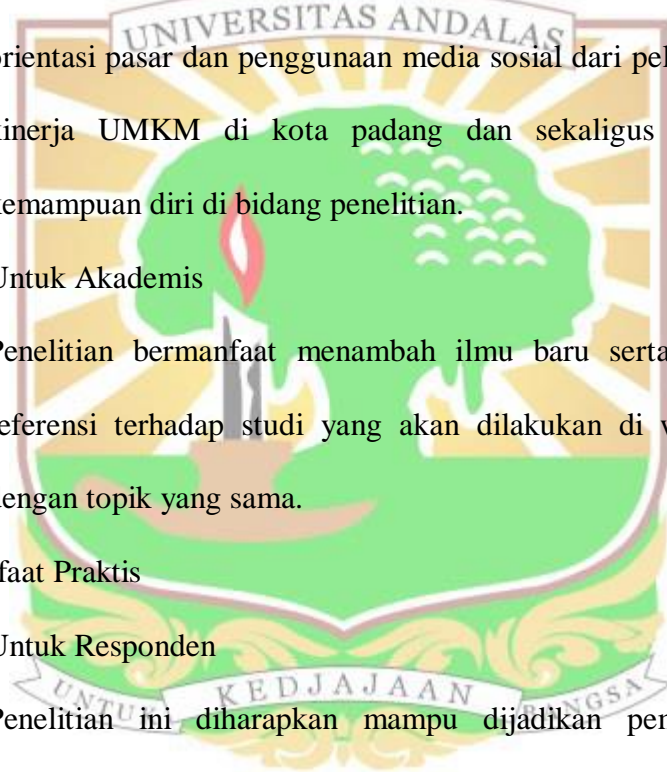 UNIVERSITAS ANDALAS
orientasi pasar dan penggunaan media sosial dari
kinerja UMKM di kota padang dan sekaligus
kemampuan diri di bidang penelitian.
Untuk Akademis
Penelitian bermanfaat menambah ilmu baru serta
referensi terhadap studi yang akan dilakukan di
dengan topik yang sama.
faat Praktis
Untuk Responden
UNTUK KEDJAJAAN BANGSA
Penelitian ini diharapkan mampu dijadikan